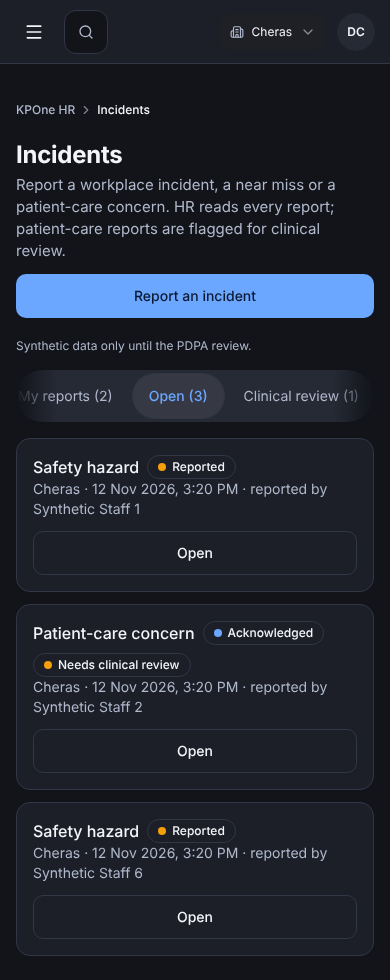 Cheras
DC
KPOne HR > Incidents
Incidents
Report a workplace incident, a near miss or a
patient-care concern. HR reads every report;
patient-care reports are flagged for clinical
review.
Report an incident
Synthetic data only until the PDPA review.
My reports (2)
Open (3)
Clinical review (1)
Safety hazard
Reported
Cheras · 12 Nov 2026, 3:20 PM · reported by
Synthetic Staff 1
Open
Patient-care concern
Acknowledged
Needs clinical review
Cheras · 12 Nov 2026, 3:20 PM · reported by
Synthetic Staff 2
Open
Safety hazard
Reported
Cheras · 12 Nov 2026, 3:20 PM · reported by
Synthetic Staff 6
Open